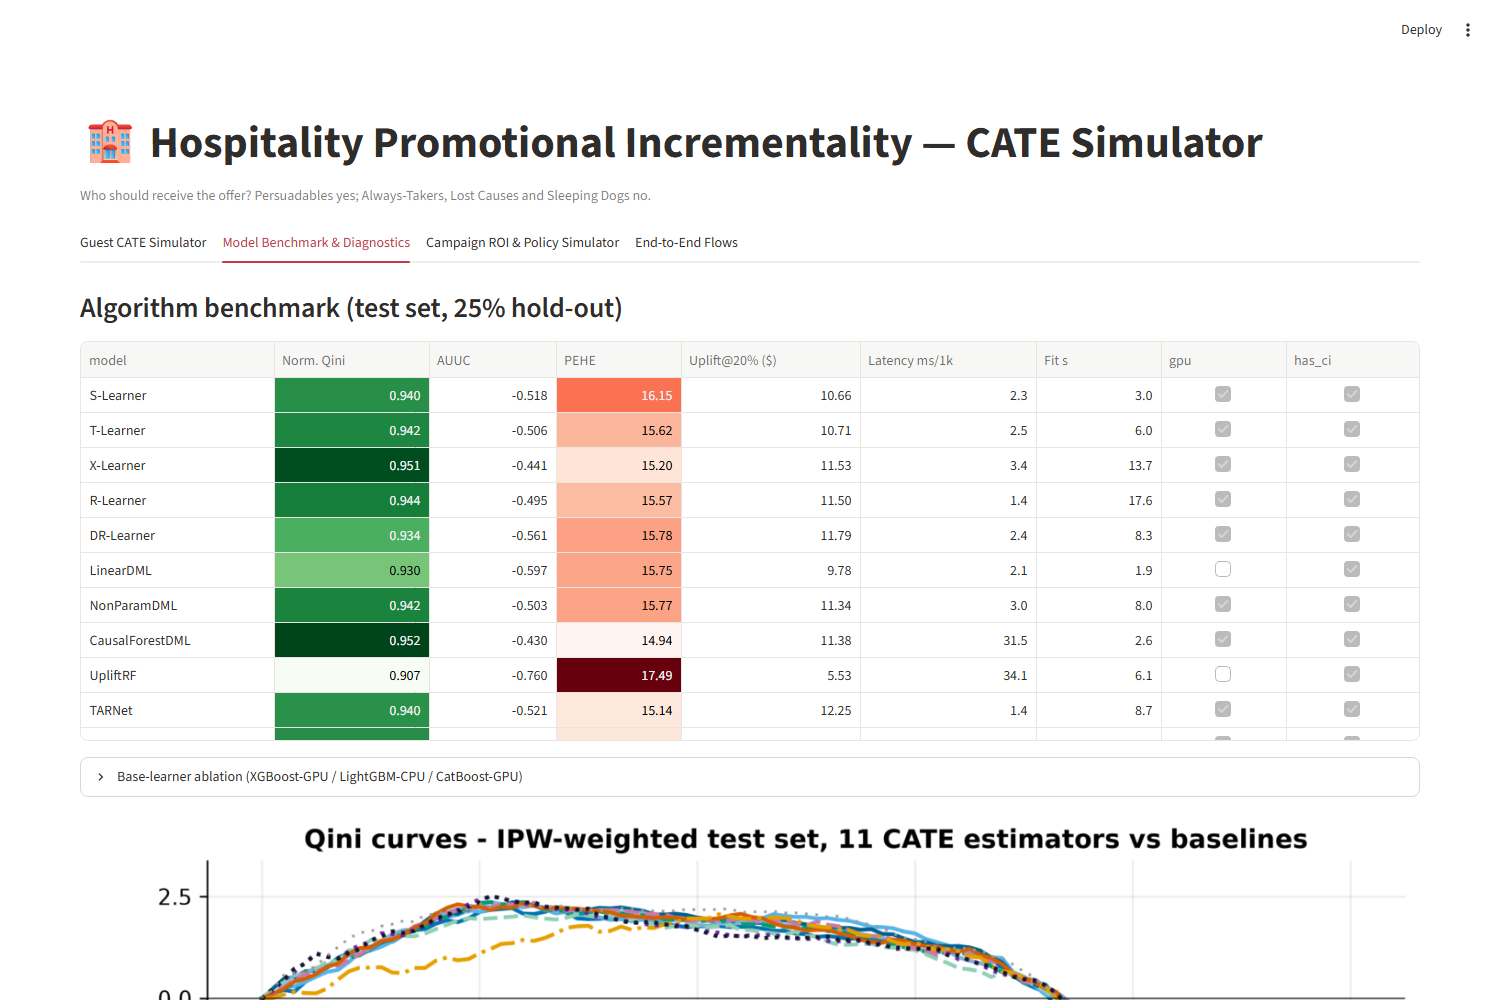 Deploy
Hospitality Promotional Incrementality — CATE Simulator
Who should receive the offer? Persuadables yes; Always-Takers, Lost Causes and Sleeping Dogs no.
Guest CATE Simulator Model Benchmark & Diagnostics Campaign ROI & Policy Simulator End-to-End Flows
Algorithm benchmark (test set, 25% hold-out)
model Norm. Qini AUUC PEHE Uplift@20% ($) Latency ms/1k Fit s gpu has_ci
S-Learner 0.940 -0.518 16.15 10.66 2.3 3.0
T-Learner 0.942 -0.506 15.62 10.71 2.5 6.0
X-Learner 0.951 -0.441 15.20 11.53 3.4 13.7
R-Learner 0.944 -0.495 15.57 11.50 1.4 17.6
DR-Learner 0.934 -0.561 15.78 11.79 2.4 8.3
LinearDML 0.930 -0.597 15.75 9.78 2.1 1.9
NonParamDML 0.942 -0.503 15.77 11.34 3.0 8.0
CausalForestDML 0.952 -0.430 14.94 11.38 31.5 2.6
UpliftRF 0.907 -0.760 17.49 5.53 34.1 6.1
TARNet 0.940 -0.521 15.14 12.25 1.4 8.7
Base-learner ablation (XGBoost-GPU / LightGBM-CPU / CatBoost-GPU)
Qini curves - IPW-weighted test set, 11 CATE estimators vs baselines
2.5
0.0